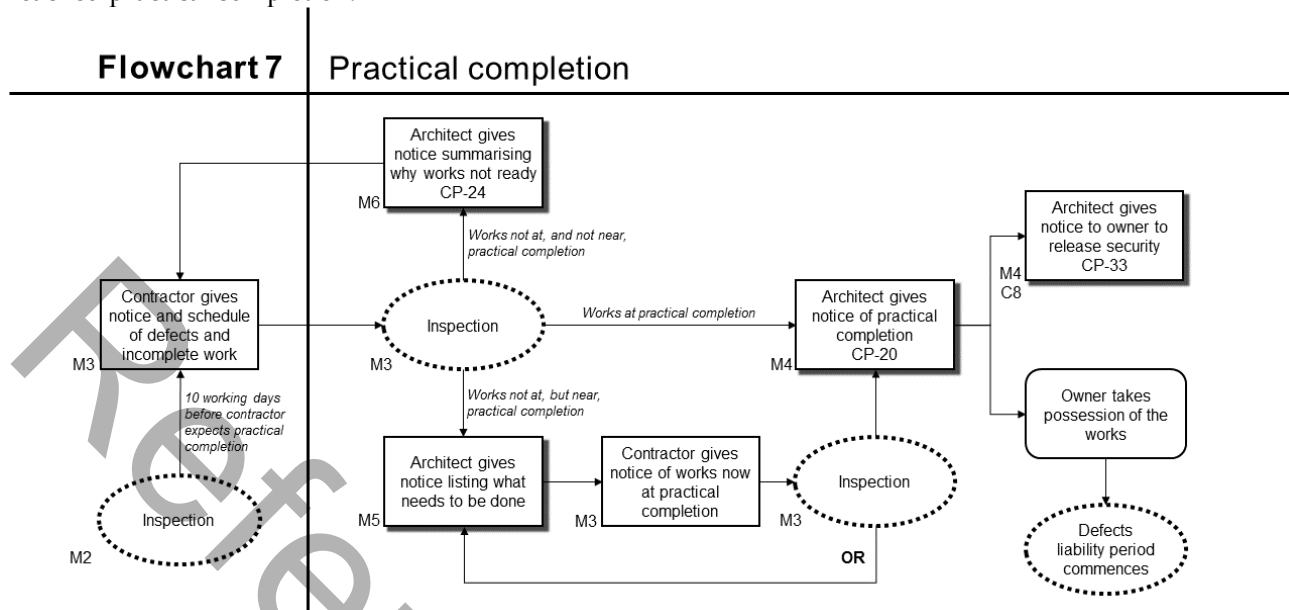 Flowchart 7
Practical completion
Architect gives
notice summarising
why works not ready
CP-24
M6
Works not at, and not near,
practical completion
Contractor gives
notice and schedule
of defects and
incomplete work
M3
10 working days
before contractor
expects practical
completion
Inspection
M2
Inspection
M3
Works at practical completion
Works not at, but near,
practical completion
Architect gives
notice listing what
needs to be done
M5
Contractor gives
notice of works now
at practical
completion
M3
Inspection
M3
OR
Architect gives
notice of practical
completion
CP-20
M4
Architect gives
notice to owner to
release security
CP-33
M4
C8
Owner takes
possession of the
works
Defects
liability period
commences